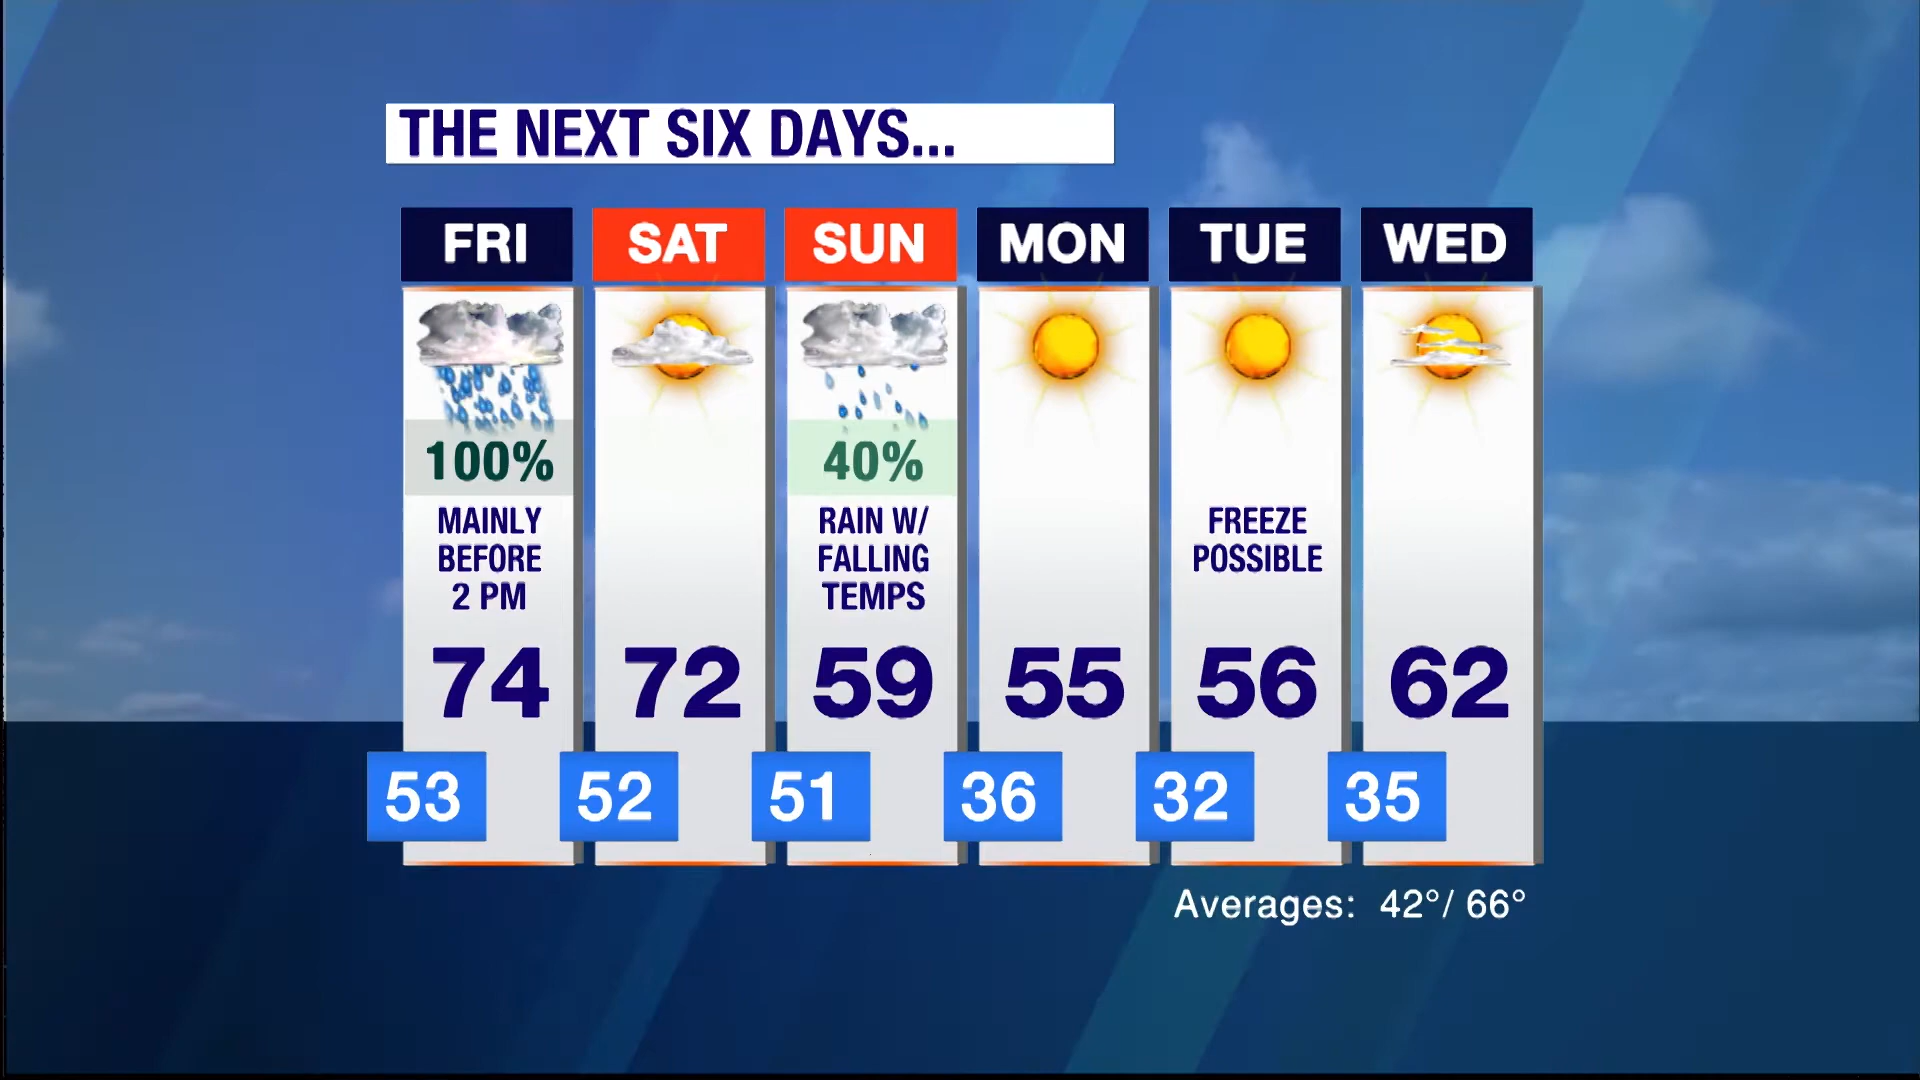 THE NEXT SIX DAYS...
FRI SAT SUN MON TUE WED
100% 40%
MAINLY
BEFORE
2 PM
RAIN W/
FALLING
TEMPS
FREEZE
POSSIBLE
74 72 59 55 56 62
53 52 51 36 32 35
Averages: 42°/ 66°